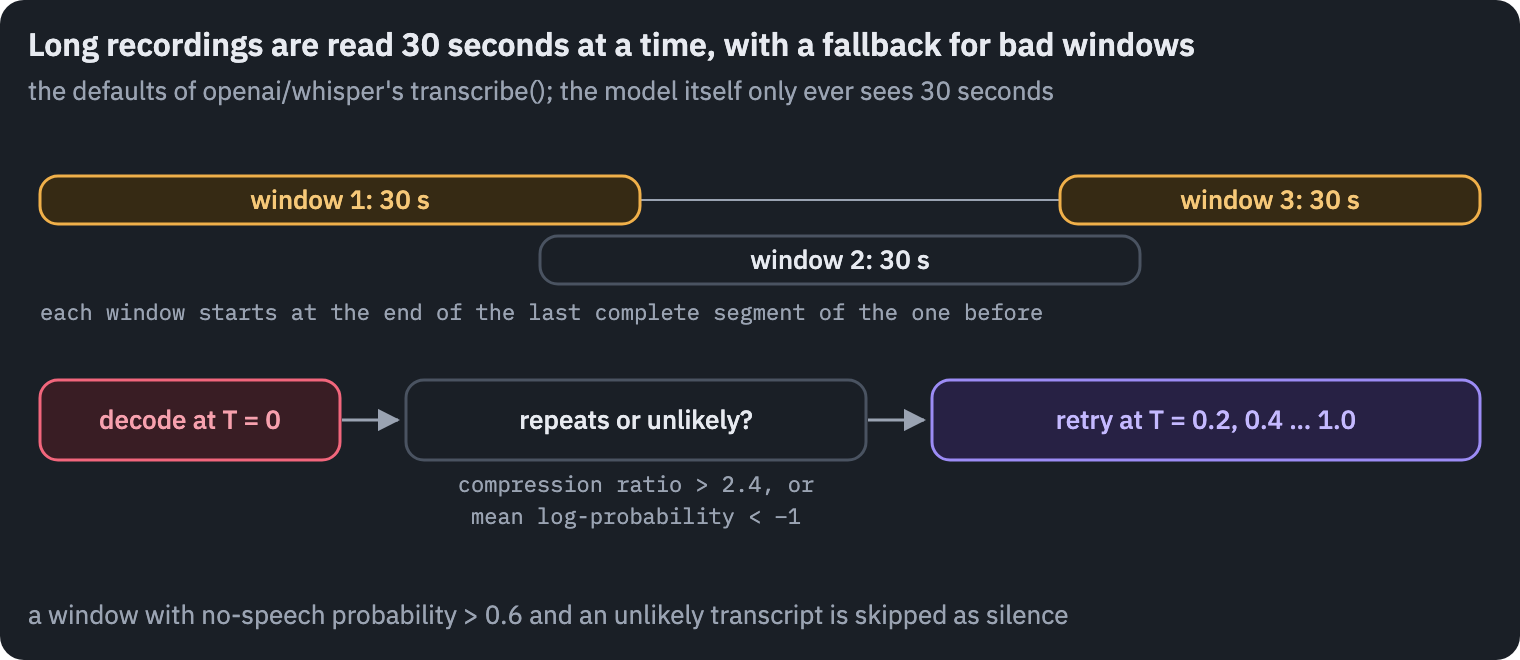 Long recordings are read 30 seconds at a time, with a fallback for bad windows
the defaults of openai/whisper's transcribe(); the model itself only ever sees 30 seconds
window 1: 30 s
window 3: 30 s
window 2: 30 s
each window starts at the end of the last complete segment of the one before
decode at T = 0
repeats or unlikely?
retry at T = 0.2, 0.4 … 1.0
compression ratio > 2.4, or
mean log-probability < −1
a window with no-speech probability > 0.6 and an unlikely transcript is skipped as silence